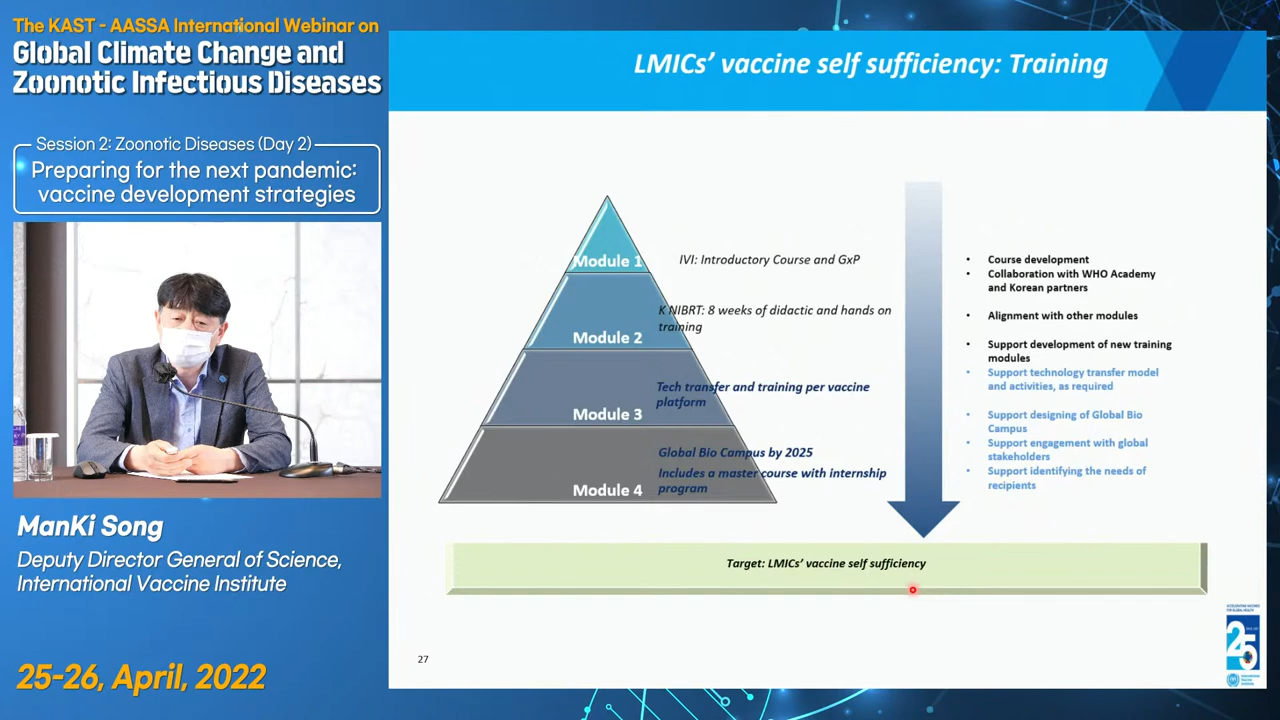 The KAST - AASSA International Webinar on
Global Climate Change and
Zoonotic Infectious Diseases
Session 2: Zoonotic Diseases (Day 2)
Preparing for the next pandemic:
vaccine development strategies
ManKi Song
Deputy Director General of Science,
International Vaccine Institute
25-26, April, 2022
LMICs' vaccine self sufficiency: Training
Module 1
IVI: Introductory Course and GxP
Module 2
K NIBRT: 8 weeks of didactic and hands on
training
Module 3
Tech transfer and training per vaccine
platform
Module 4
Global Bio Campus by 2025
Includes a master course with internship
program
• Course development
• Collaboration with WHO Academy
and Korean partners
• Alignment with other modules
• Support development of new training
modules
• Support technology transfer model
and activities, as required
• Support designing of Global Bio
Campus
• Support engagement with global
stakeholders
• Support identifying the needs of
recipients
Target: LMICs' vaccine self sufficiency
27
25
International
Vaccine
Institute